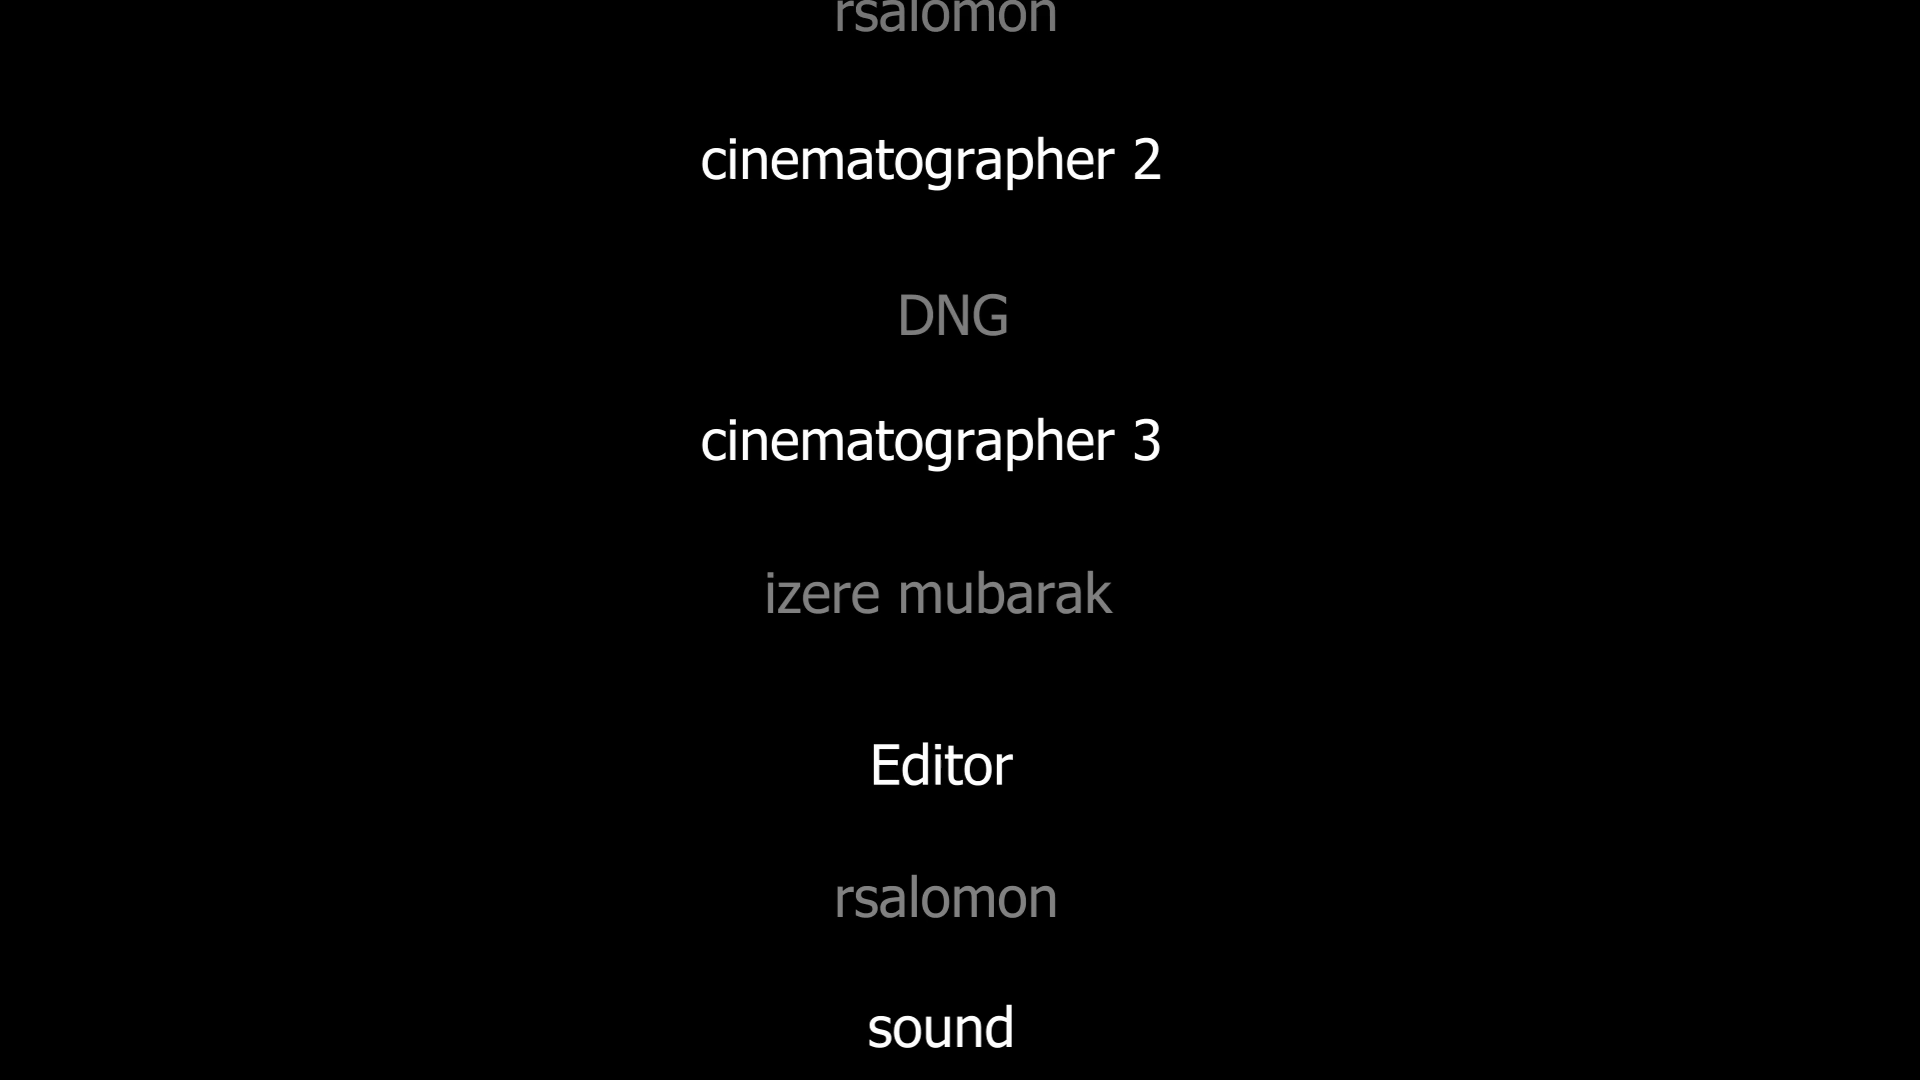 rsalomon
cinematographer 2
DNG
cinematographer 3
izere mubarak
Editor
rsalomon
sound